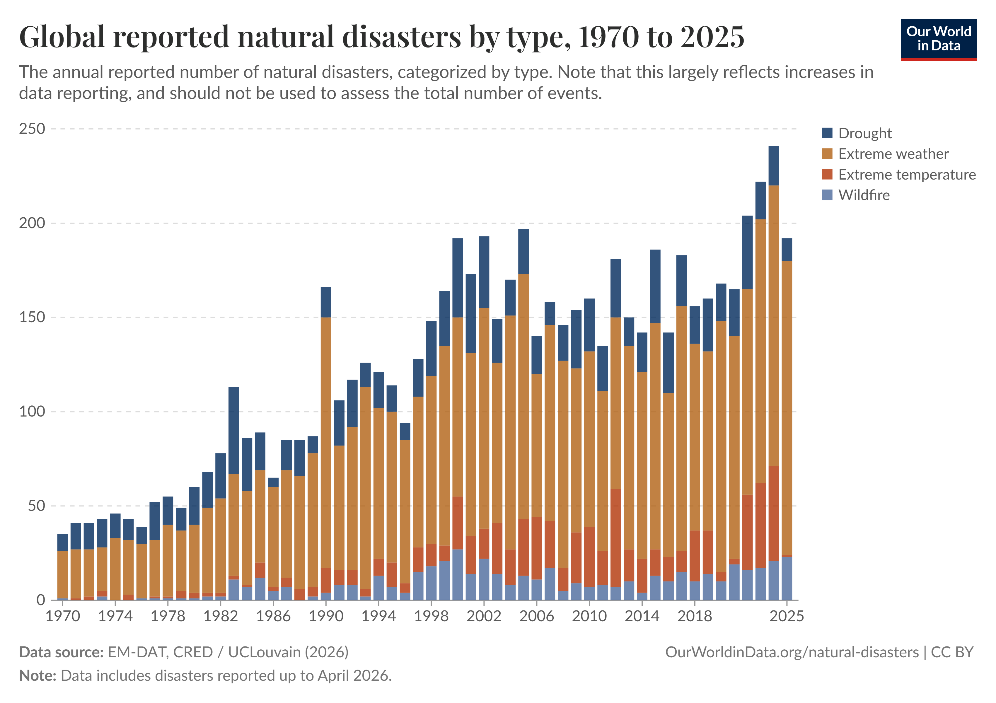 Global reported natural disasters by type, 1970 to 2025
Our World
in Data
The annual reported number of natural disasters, categorized by type. Note that this largely reflects increases in
data reporting, and should not be used to assess the total number of events.
250
200
150
100
50
0
Drought
Extreme weather
Extreme temperature
Wildfire
1970 1974 1978 1982 1986 1990 1994 1998 2002 2006 2010 2014 2018 2025
Data source: EM-DAT, CRED / UCLouvain (2026)
OurWorldinData.org/natural-disasters | CC BY
Note: Data includes disasters reported up to April 2026.